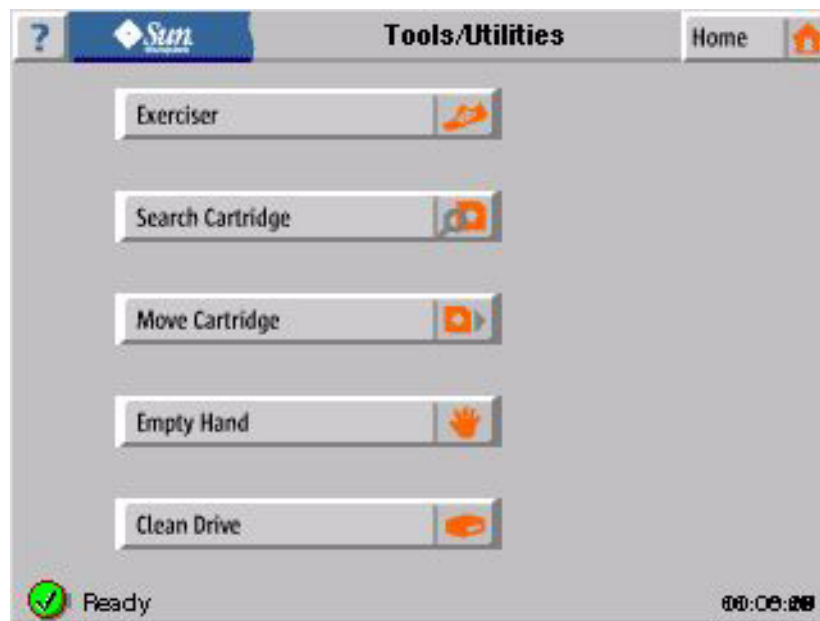 ?
Sun
Tools/Utilities
Home
Exerciser
Search Cartridge
Move Cartridge
Empty Hand
Clean Drive
Ready